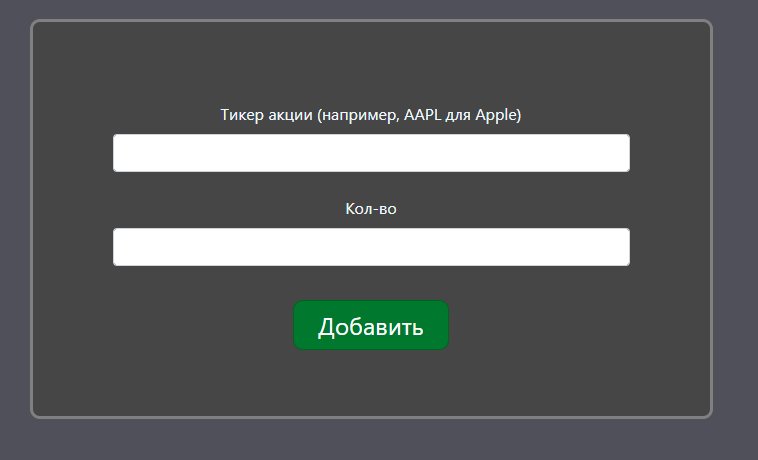 Тикер акции (например, AAPL для Apple)
Кол-во
Добавить